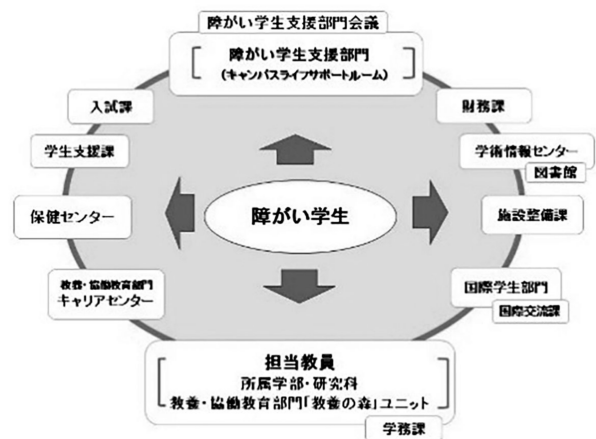 障がい学生支援部門会議
障がい学生支援部門
(キャンパスライフサポートルーム)
入試課
財務課
学生支援課
学術情報センター
図書館
保健センター
障がい学生
施設整備課
教養・協働教育部門
キャリアセンター
国際学生部門
国際交流課
担当教員
所属学部・研究科
教養・協働教育部門「教養の森」ユニット
学務課